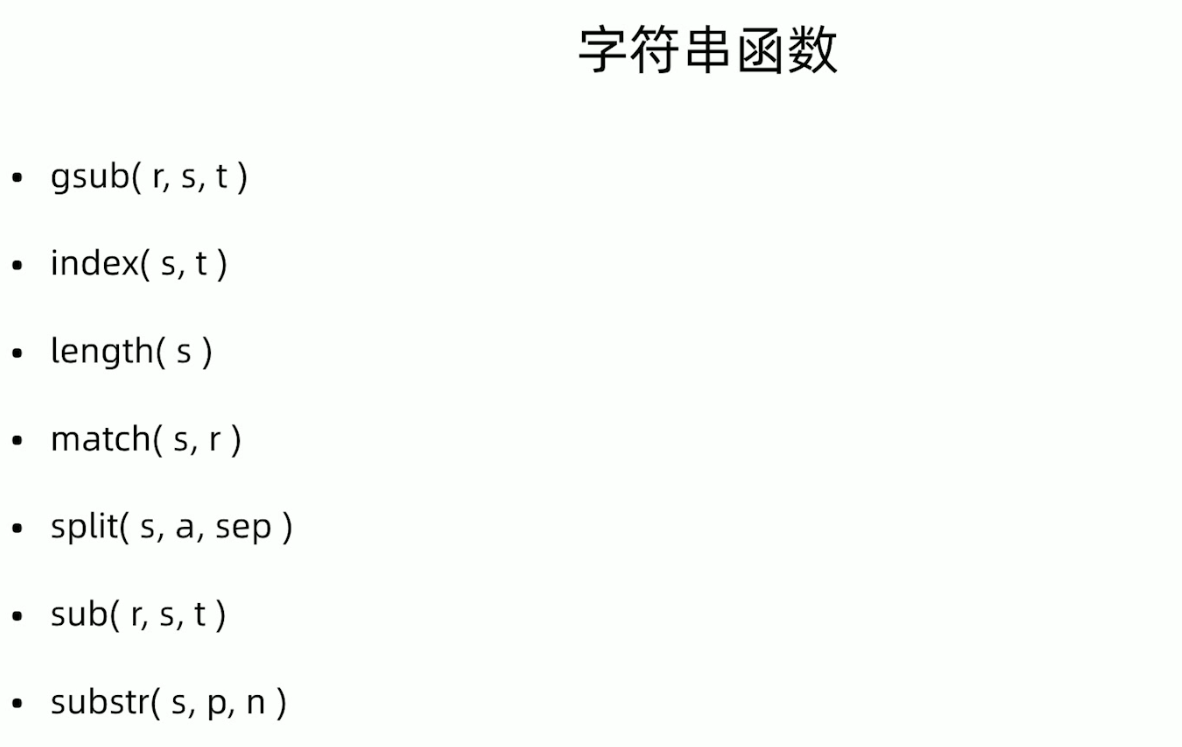 字符串函数
• gsub( r, s, t )
• index( s, t )
• length( s )
• match( s, r )
• split( s, a, sep )
• sub( r, s, t )
• substr( s, p, n )